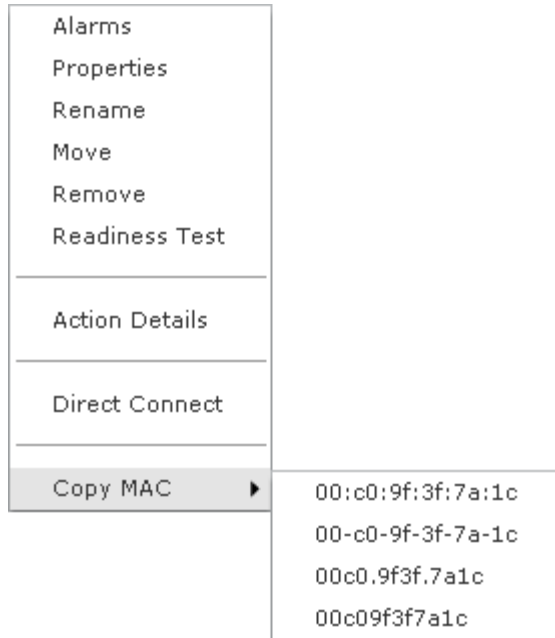 Alarms
Properties
Rename
Move
Remove
Readiness Test
Action Details
Direct Connect
Copy MAC
00:c0:9f:3f:7a:1c
00-c0-9f-3f-7a-1c
00c0.9f3f.7a1c
00c09f3f7a1c